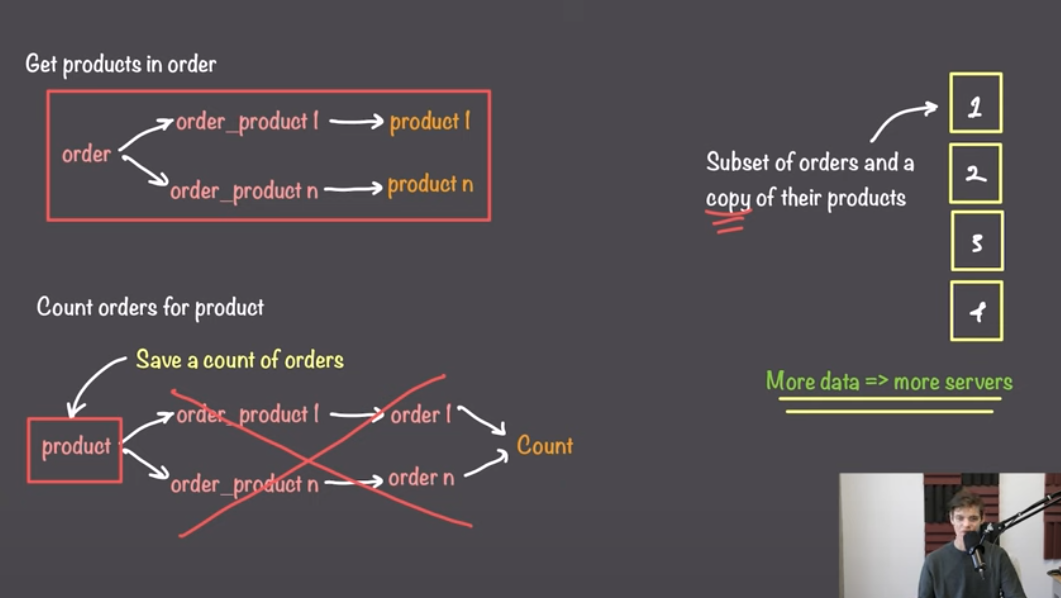 Get products in order
order
order_product 1
product 1
order_product n
product n
Subset of orders and a
copy of their products
1
2
3
4
More data => more servers
Count orders for product
Save a count of orders
product
order_product 1
order 1
order_product n
order n
Count